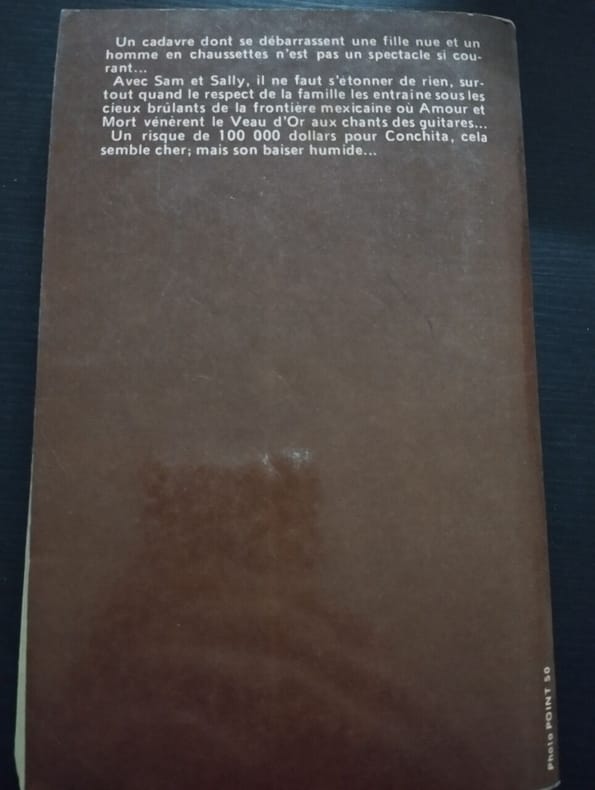 Un cadavre dont se débarrassent une fille nue et un
homme en chaussettes n'est pas un spectacle si cou-
rant...
Avec Sam et Sally, il ne faut s'étonner de rien, sur-
tout quand le respect de la famille les entraine sous les
cieux brûlants de la frontière mexicaine où Amour et
Mort vénèrent le Veau d'Or aux chants des guitares...
Un risque de 100 000 dollars pour Conchita, cela
semble cher; mais son baiser humide...
Photo POINT 50